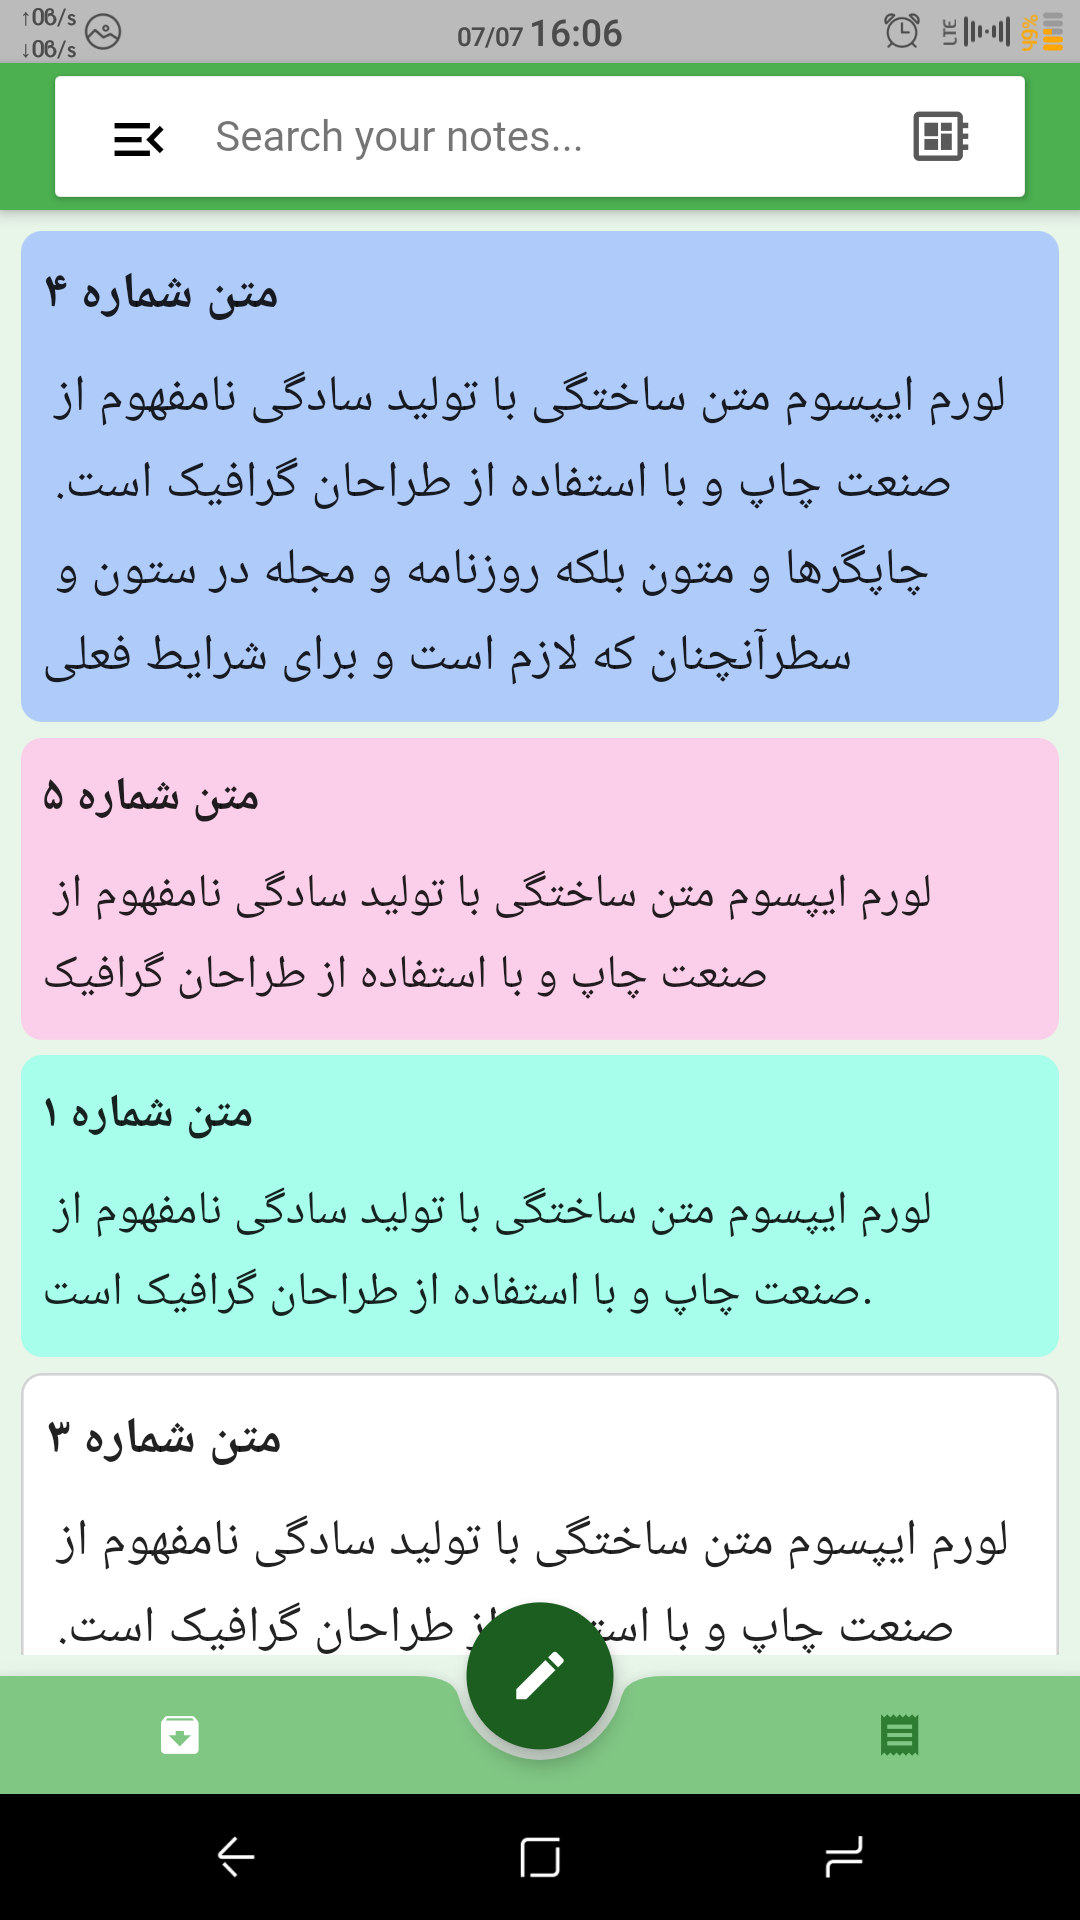 ↑0B/s
↓0B/s
07/07 16:06
LTE
49%
Search your notes...
متن شماره ۴
لورم ایپسوم متن ساختگی با تولید سادگی نامفهوم از
صنعت چاپ و با استفاده از طراحان گرافیک است.
چاپگرها و متون بلکه روزنامه و مجله در ستون و
سطرآنچنان که لازم است و برای شرایط فعلی
متن شماره ۵
لورم ایپسوم متن ساختگی با تولید سادگی نامفهوم از
صنعت چاپ و با استفاده از طراحان گرافیک
متن شماره ۱
لورم ایپسوم متن ساختگی با تولید سادگی نامفهوم از
.صنعت چاپ و با استفاده از طراحان گرافیک است
متن شماره ۳
لورم ایپسوم متن ساختگی با تولید سادگی نامفهوم از
صنعت چاپ و با از طراحان گرافیک است.